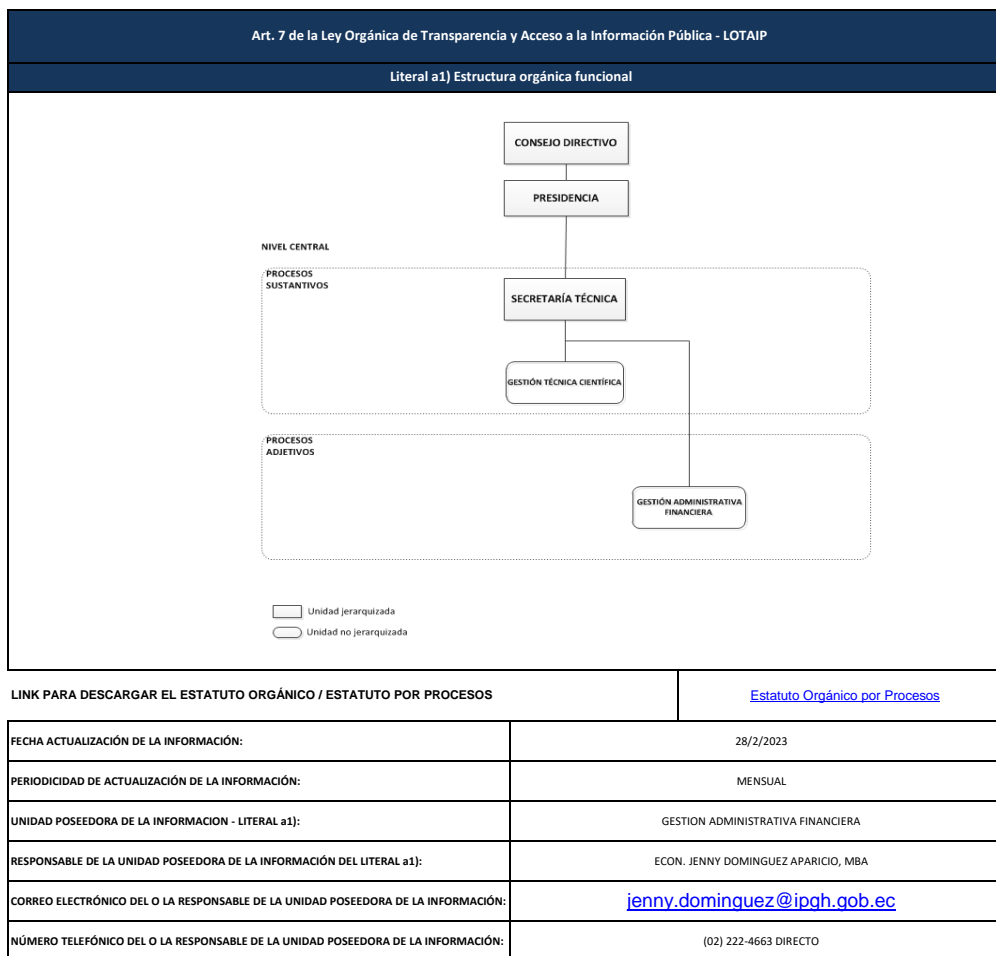 Art. 7 de la Ley Orgánica de Transparencia y Acceso a la Información Pública - LOTAIP
Literal a1) Estructura orgánica funcional
CONSEJO DIRECTIVO
PRESIDENCIA
NIVEL CENTRAL
PROCESOS
SUSTANTIVOS
SECRETARÍA TÉCNICA
GESTIÓN TÉCNICA CIENTÍFICA
PROCESOS
ADJETIVOS
GESTIÓN ADMINISTRATIVA
FINANCIERA
Unidad jerarquizada
Unidad no jerarquizada
LINK PARA DESCARGAR EL ESTATUTO ORGÁNICO / ESTATUTO POR PROCESOS
Estatuto Orgánico por Procesos
FECHA ACTUALIZACIÓN DE LA INFORMACIÓN:
28/2/2023
PERIODICIDAD DE ACTUALIZACIÓN DE LA INFORMACIÓN:
MENSUAL
UNIDAD POSEEDORA DE LA INFORMACION - LITERAL a1):
GESTION ADMINISTRATIVA FINANCIERA
RESPONSABLE DE LA UNIDAD POSEEDORA DE LA INFORMACIÓN DEL LITERAL a1):
ECON. JENNY DOMINGUEZ APARICIO, MBA
CORREO ELECTRÓNICO DEL O LA RESPONSABLE DE LA UNIDAD POSEEDORA DE LA INFORMACIÓN:
jenny.dominguez@ipgh.gob.ec
NÚMERO TELEFÓNICO DEL O LA RESPONSABLE DE LA UNIDAD POSEEDORA DE LA INFORMACIÓN:
(02) 222-4663 DIRECTO